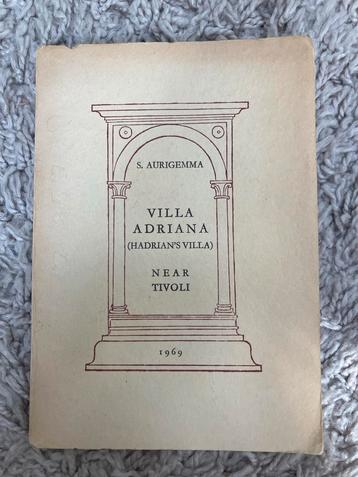 S. AURIGEMMA
VILLA
ADRIANA
(HADRIAN'S VILLA)
NEAR
TIVOLI
1969